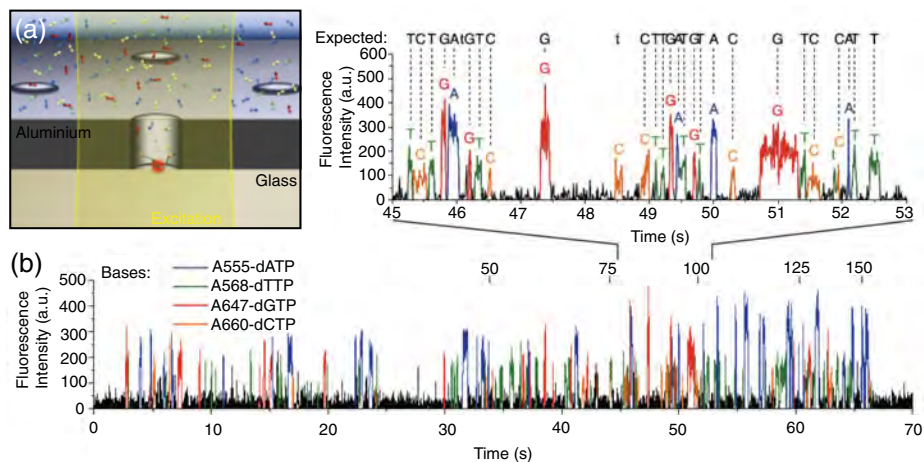 (a)
Aluminium
Glass
Excitation
Expected: T C T G A t G T C G t C T T G A T G T A C G T C C A T T
Fluorescence
Intensity (a.u.)
600
500
400
300
200
100
0
T C T G A G T C G C C T T G A T G T A C G T C C A T T
45 46 47 48 49 50 51 52 53
Time (s)
(b)
Bases:
A555-dATP
A568-dTTP
A647-dGTP
A660-dCTP
50 75 100 125 150
Fluorescence
Intensity (a.u.)
500
400
300
200
100
0
0 10 20 30 40 50 60 70
Time (s)